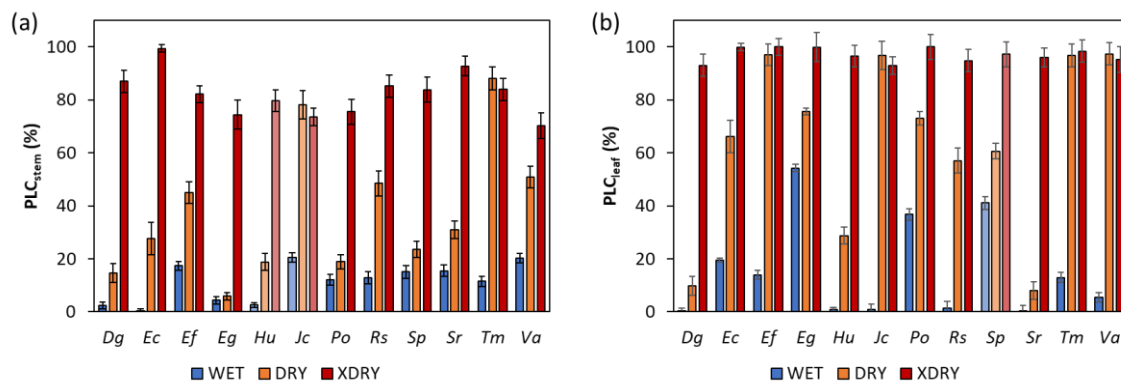 (a)
PLCstem (%)
100
80
60
40
20
0
Dg Ec Ef Eg Hu Jc Po Rs Sp Sr Tm Va
WET DRY XDRY
(b)
PLCleaf (%)
100
80
60
40
20
0
Dg Ec Ef Eg Hu Jc Po Rs Sp Sr Tm Va
WET DRY XDRY